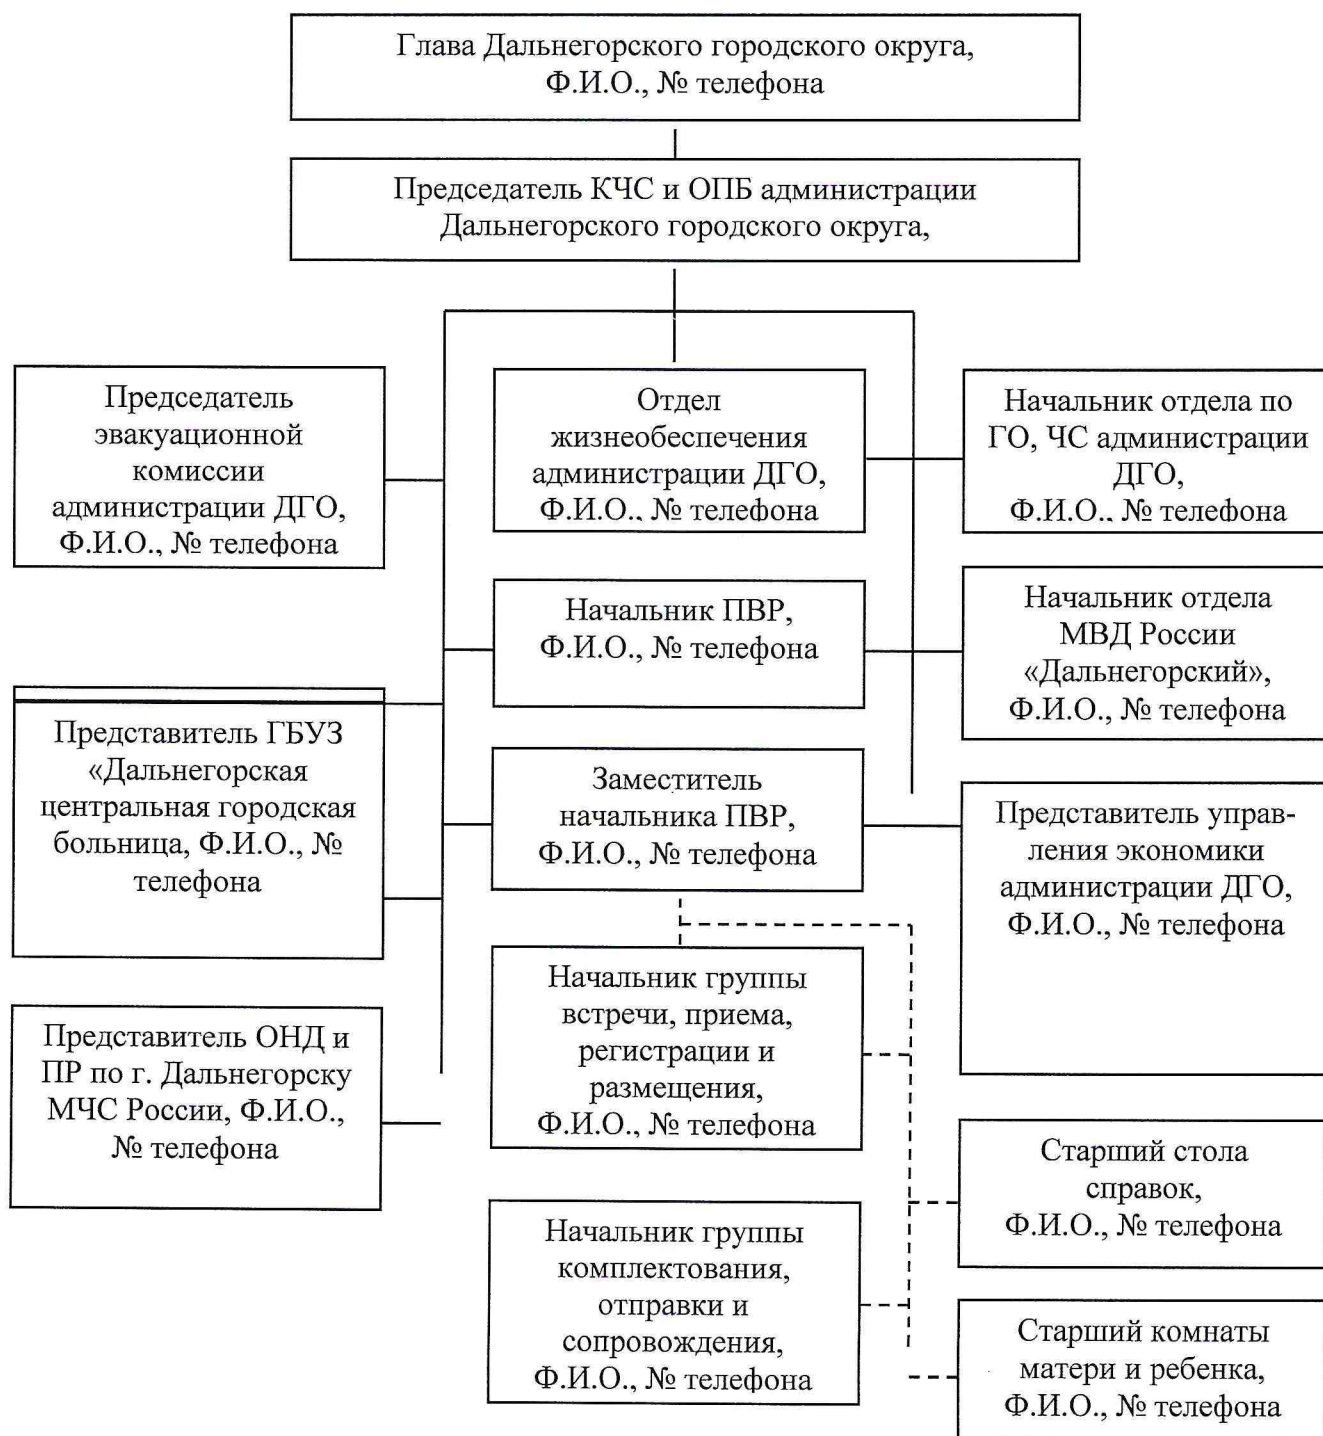 Глава Дальнегорского городского округа,
Ф.И.О., № телефона
Председатель КЧС и ОПБ администрации
Дальнегорского городского округа,
Председатель
эвакуационной
комиссии
администрации ДГО,
Ф.И.О., № телефона
Отдел
жизнеобеспечения
администрации ДГО,
Ф.И.О., № телефона
Начальник отдела по
ГО, ЧС администрации
ДГО,
Ф.И.О., № телефона
Начальник ПВР,
Ф.И.О., № телефона
Начальник отдела
МВД России
«Дальнегорский»,
Ф.И.О., № телефона
Представитель ГБУЗ
«Дальнегорская
центральная городская
больница, Ф.И.О., №
телефона
Заместитель
начальника ПВР,
Ф.И.О., № телефона
Представитель управ-
ления экономики
администрации ДГО,
Ф.И.О., № телефона
Начальник группы
встречи, приема,
регистрации и
размещения,
Ф.И.О., № телефона
Представитель ОНД и
ПР по г. Дальнегорску
МЧС России, Ф.И.О.,
№ телефона
Старший стола
справок,
Ф.И.О., № телефона
Начальник группы
комплектования,
отправки и
сопровождения,
Ф.И.О., № телефона
Старший комнаты
матери и ребенка,
Ф.И.О., № телефона